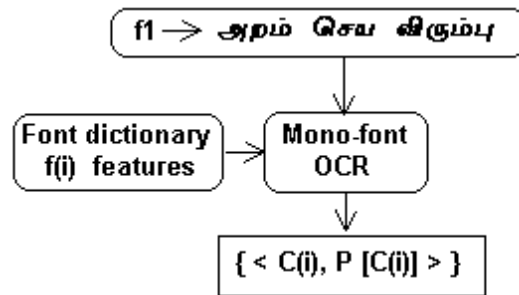 f1 → அறம் செய விரும்பு
Font dictionary
f(i) features
Mono-font
OCR
{ < C(i), P [C(i)] > }